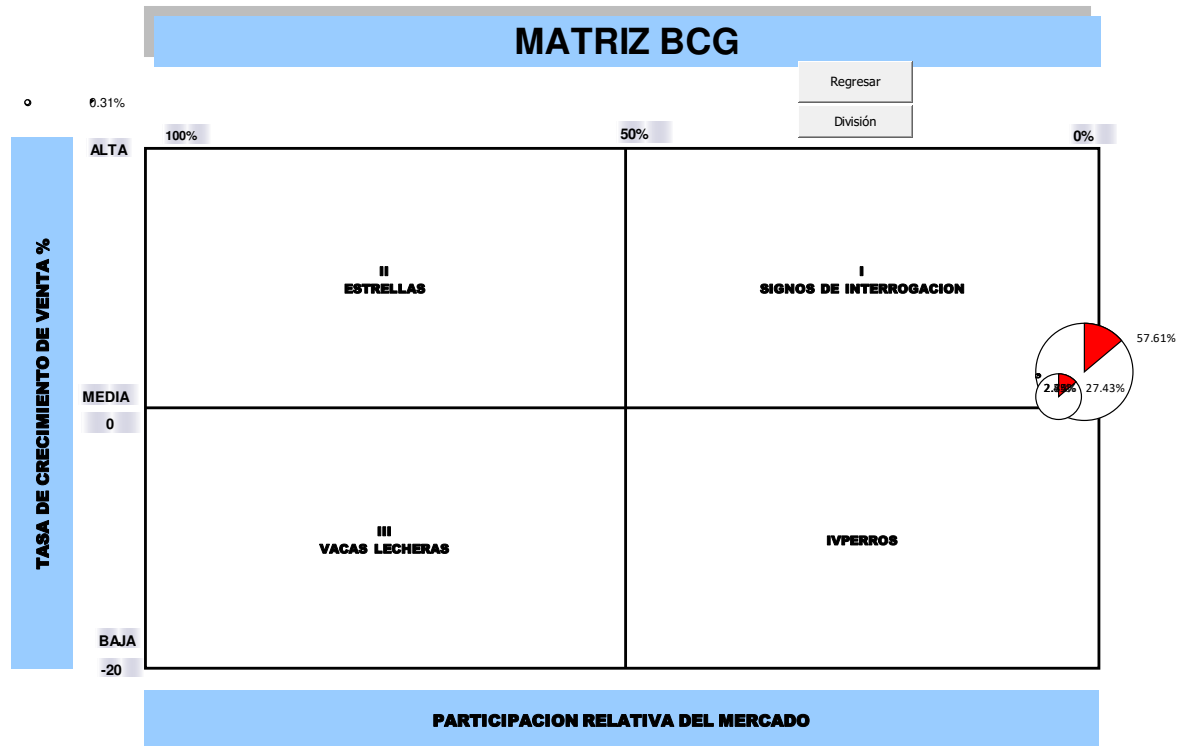 MATRIZ BCG
Regresar
División
0.31%
100%
50%
0%
ALTA
TASA DE CRECIMIENTO DE VENTA %
II
ESTRELLAS
I
SIGNOS DE INTERROGACION
57.61%
27.43%
MEDIA
0
III
VACAS LECHERAS
IVPERROS
BAJA
-20
PARTICIPACION RELATIVA DEL MERCADO